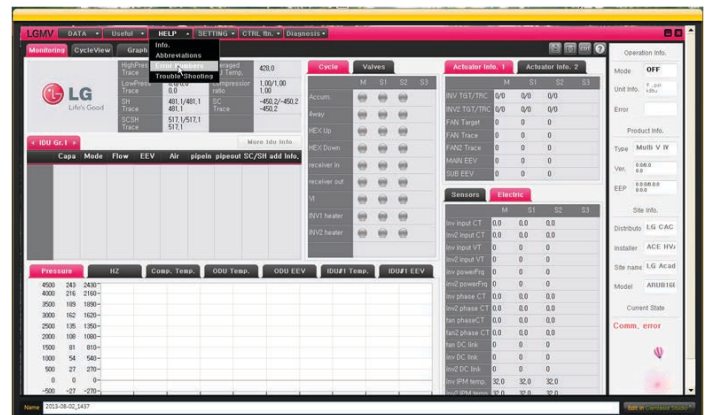 LGMV DATA Useful HELP SETTING CTRL ftn. Diagnosis
Info.
Abbreviations
Error Numbers
Trouble Shooting
Monitoring CycleView Graph
LG
Life's Good
Trace 0.0 ratio 1.00
SH 481,1/481,1 SC -450,2/-450,2
Trace 481,1 Trace -450,2
SCSH 517,1/517,1
Trace 517,1
428,0
1,00/1,00
IDU Gr.1 More Idu Info.
Capa Mode Flow EEV Air pipein pipeout SC/SH add Info.
Cycle Valves
M S1 S2 S3
Accum.
4way
HEX Up
HEX Down
receiver in
receiver out
VI
INV1 heater
INV2 heater
Actuator Info. 1 Actuator Info. 2
M S1 S2 S3
INV TGT/TRC 0/0 0/0 0/0
INV2 TGT/TRC 0/0 0/0 0/0
FAN Target 0 0 0
FAN Trace 0 0 0
FAN2 Trace 0 0 0
MAIN EEV 0 0 0
SUB EEV 0 0 0
Sensors Electric
M S1 S2 S3
Inv input CT 0,0 0,0 0,0
Inv2 input CT 0,0 0,0 0,0
Inv input VT 0 0 0
Inv2 input VT 0 0 0
inv powerFrq 0 0 0
inv2 powerFrq 0 0 0
Inv phase CT 0,0 0,0 0,0
inv2 phase CT 0,0 0,0 0,0
fan phaseCT 0,0 0,0 0,0
fan2 phase CT 0,0 0,0 0,0
fan DC link 0 0 0
inv DC link 0 0 0
Inv2 DC link 0 0 0
Inv IPM temp. 32,0 32,0 32,0
Operation Info.
Mode OFF
Unit Info.
Error
Product Info.
Type Multi V IV
Ver.
EEP
Site Info.
Distributo LG CAC
Installer ACE HVA
Site name LG Acad
Model ARUB16
Current State
Comm. error
Pressure HZ Comp. Temp. ODU Temp. ODU EEV IDU#1 Temp. IDU#1 EEV
4500 243 2430
4000 216 2160
3500 189 1890
3000 162 1620
2500 135 1350
2000 108 1080
1500 81 810
1000 54 540
500 27 270
0 0 0
-500 -27 -270
Name 2013-06-02_1437 Edit in Camtasia Studio